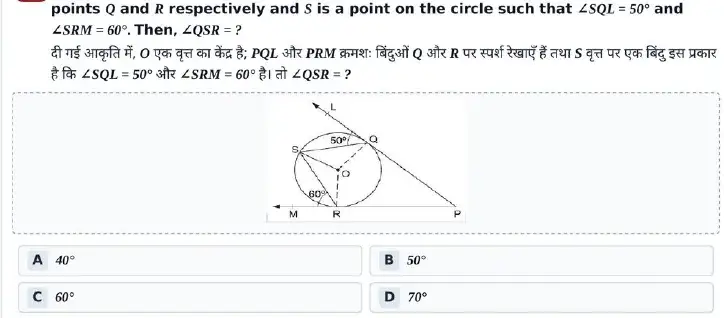 points Q and R respectively and S is a point on the circle such that ∠SQL = 50° and
∠SRM = 60°. Then, ∠QSR = ?
दी गई आकृति में, O एक वृत्त का केंद्र है; PQL और PRM क्रमशः बिंदुओं Q और R पर स्पर्श रेखाएँ हैं तथा S वृत्त पर एक बिंदु इस प्रकार
है कि ∠SQL = 50° और ∠SRM = 60° है। तो ∠QSR = ?
L
50°
Q
S
O
60°
M
R
P
A 40°
B 50°
C 60°
D 70°